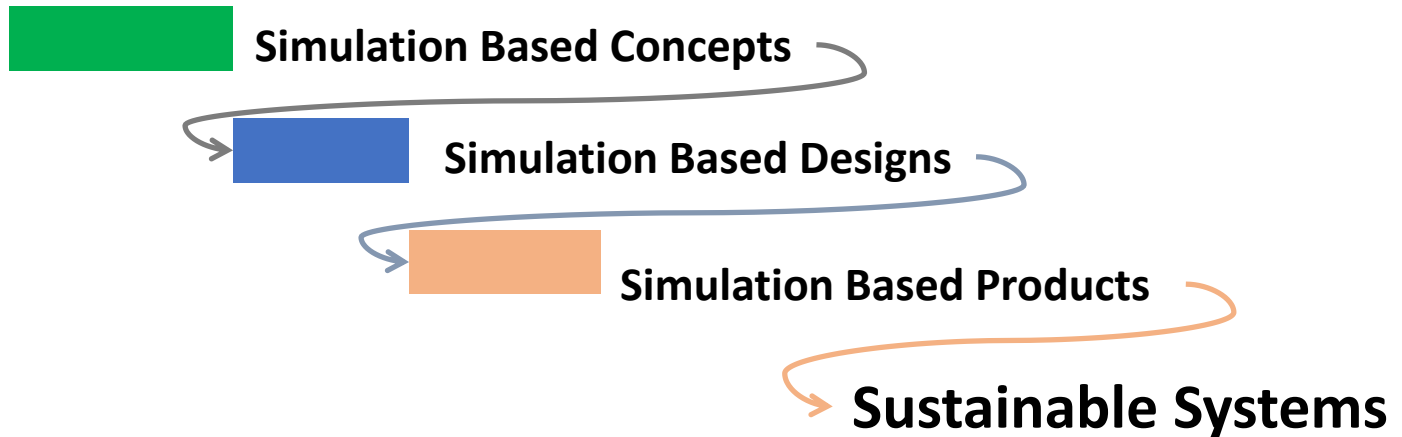 Simulation Based Concepts
Simulation Based Designs
Simulation Based Products
Sustainable Systems